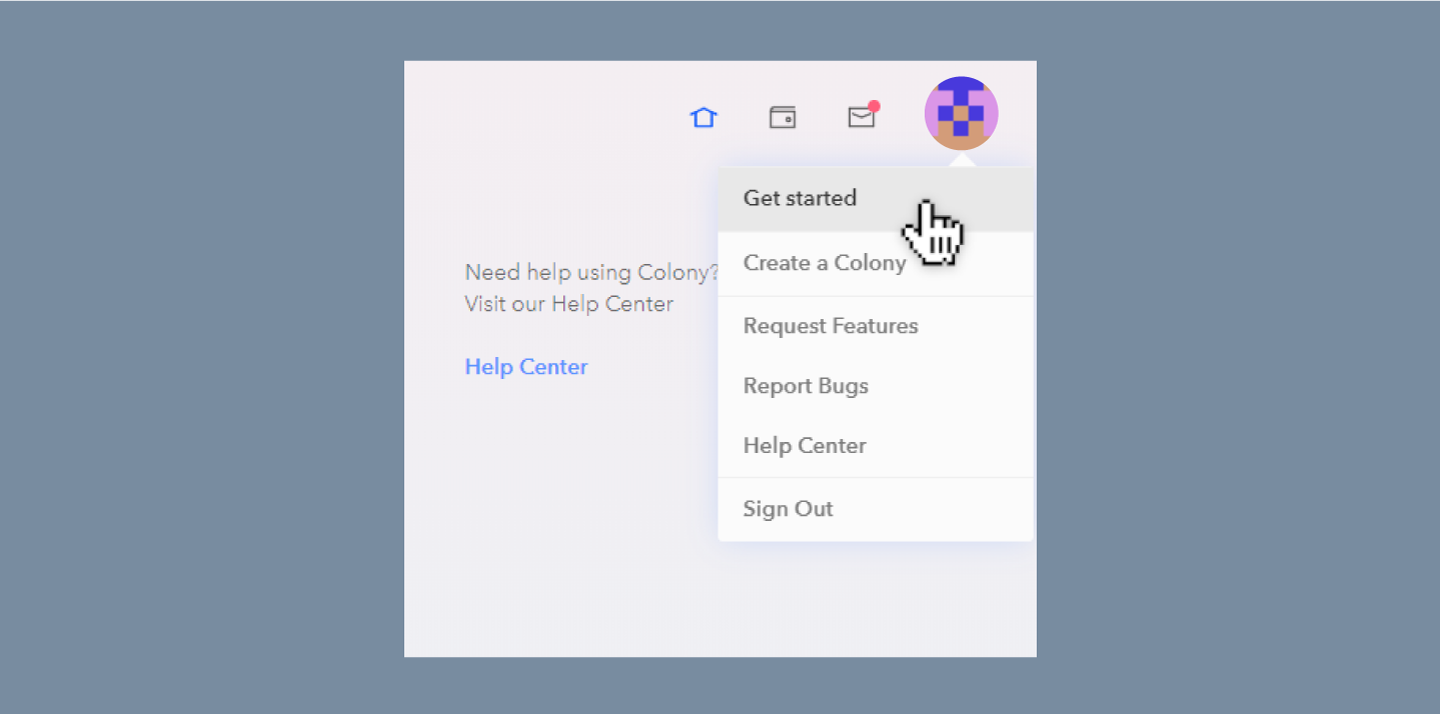 Get started
Need help using Colony?
Visit our Help Center
Help Center
Create a Colony
Request Features
Report Bugs
Help Center
Sign Out